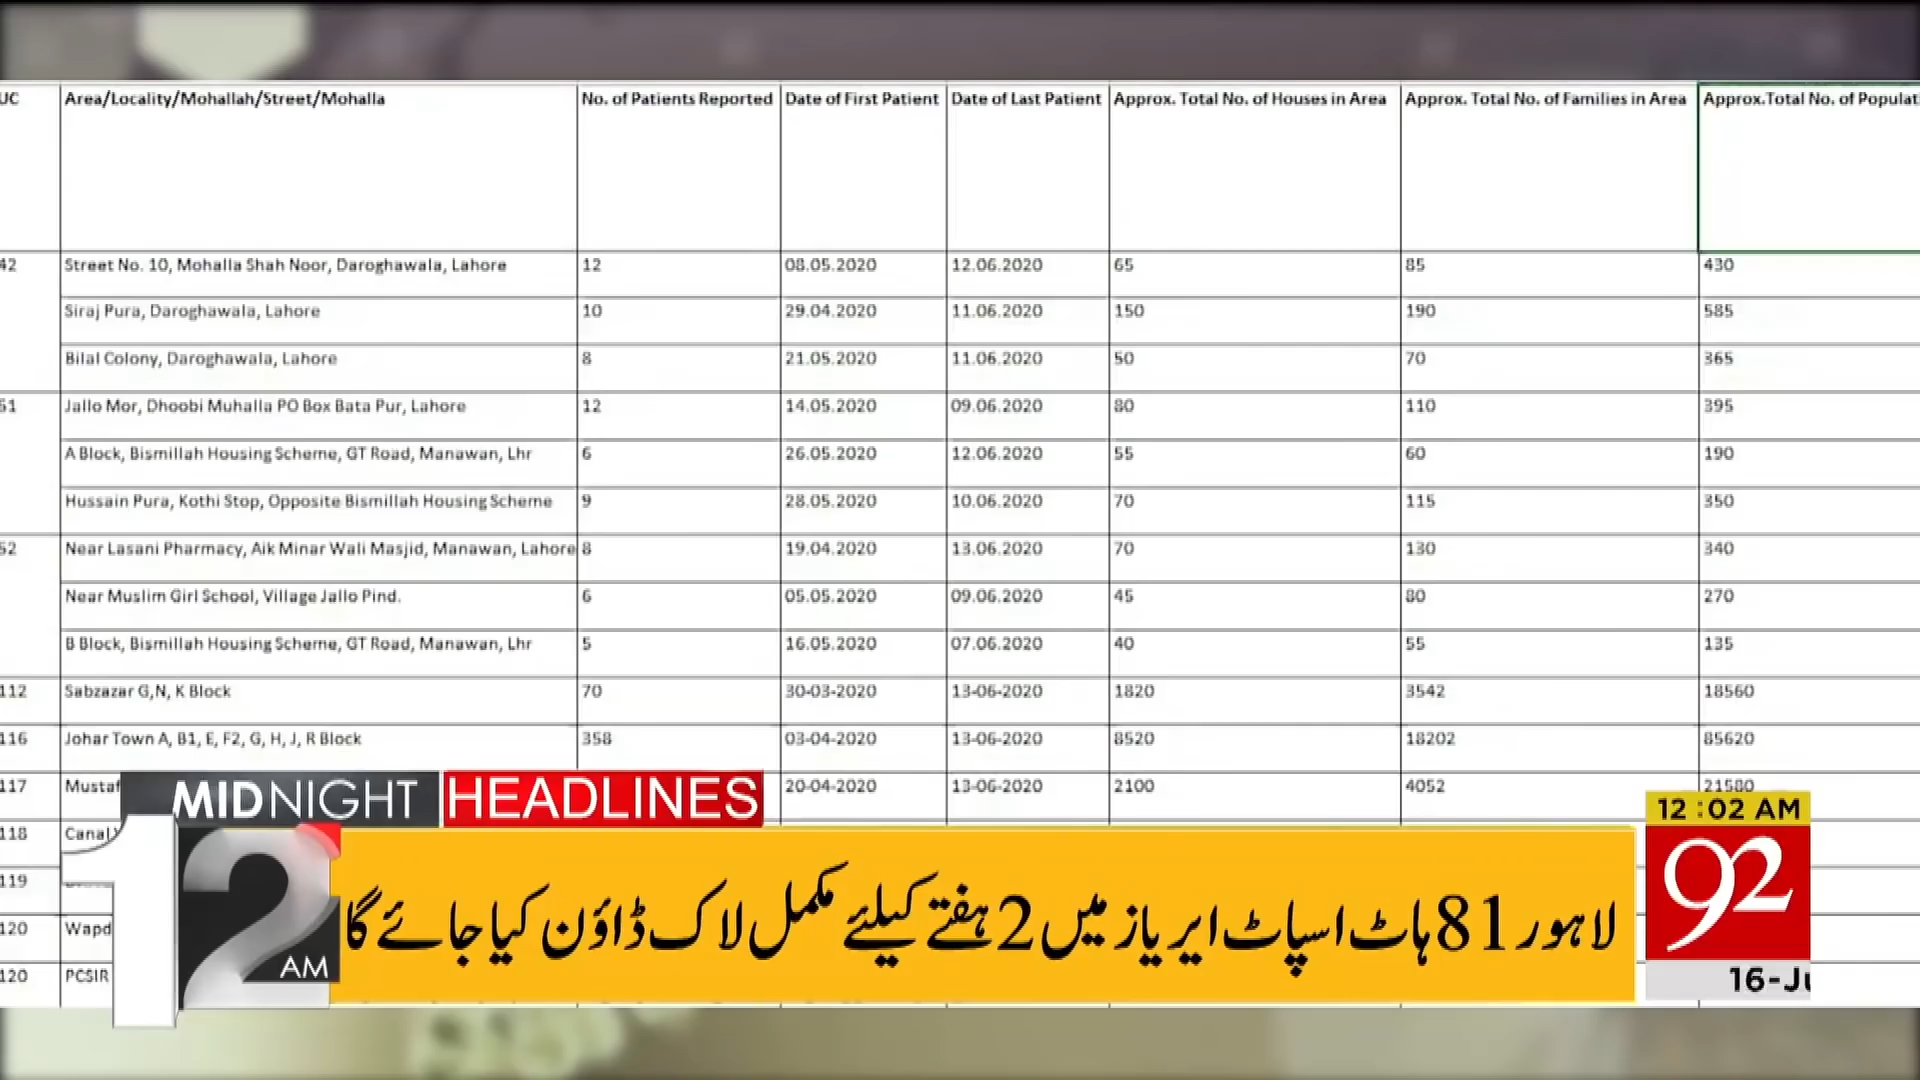 UC Area/Locality/Mohallah/Street/Mohalla No. of Patients Reported Date of First Patient Date of Last Patient Approx. Total No. of Houses in Area Approx. Total No. of Families in Area Approx.Total No. of
42 Street No. 10, Mohalla Shah Noor, Daroghawala, Lahore 12 08.05.2020 12.06.2020 65 85 430
Siraj Pura, Daroghawala, Lahore 10 29.04.2020 11.06.2020 150 190 585
Bilal Colony, Daroghawala, Lahore 8 21.05.2020 11.06.2020 50 70 365
51 Jallo Mor, Dhoobi Muhalla PO Box Bata Pur, Lahore 12 14.05.2020 09.06.2020 80 110 395
A Block, Bismillah Housing Scheme, GT Road, Manawan, Lhr 6 26.05.2020 12.06.2020 55 60 190
Hussain Pura, Kothi Stop, Opposite Bismillah Housing Scheme 9 28.05.2020 10.06.2020 70 115 350
52 Near Lasani Pharmacy, Aik Minar Wali Masjid, Manawan, Lahore 8 19.04.2020 13.06.2020 70 130 340
Near Muslim Girl School, Village Jallo Pind. 6 05.05.2020 09.06.2020 45 80 270
B Block, Bismillah Housing Scheme, GT Road, Manawan, Lhr 5 16.05.2020 07.06.2020 40 55 135
112 Sabzazar G,N, K Block 70 30-03-2020 13-06-2020 1820 3542 18560
116 Johar Town A, B1, E, F2, G, H, J, R Block 358 03-04-2020 13-06-2020 8520 18202 85620
117 20-04-2020 13-06-2020 2100 4052 21580
MIDNIGHT HEADLINES
12:02 AM
118 Canal
119
120
120 PCSIR
12 AM
لاہور 81 ہاٹ اسپاٹ ایریاز میں 2 ہفتے کیلئے مکمل لاک ڈاؤن کیا جائے گا
92